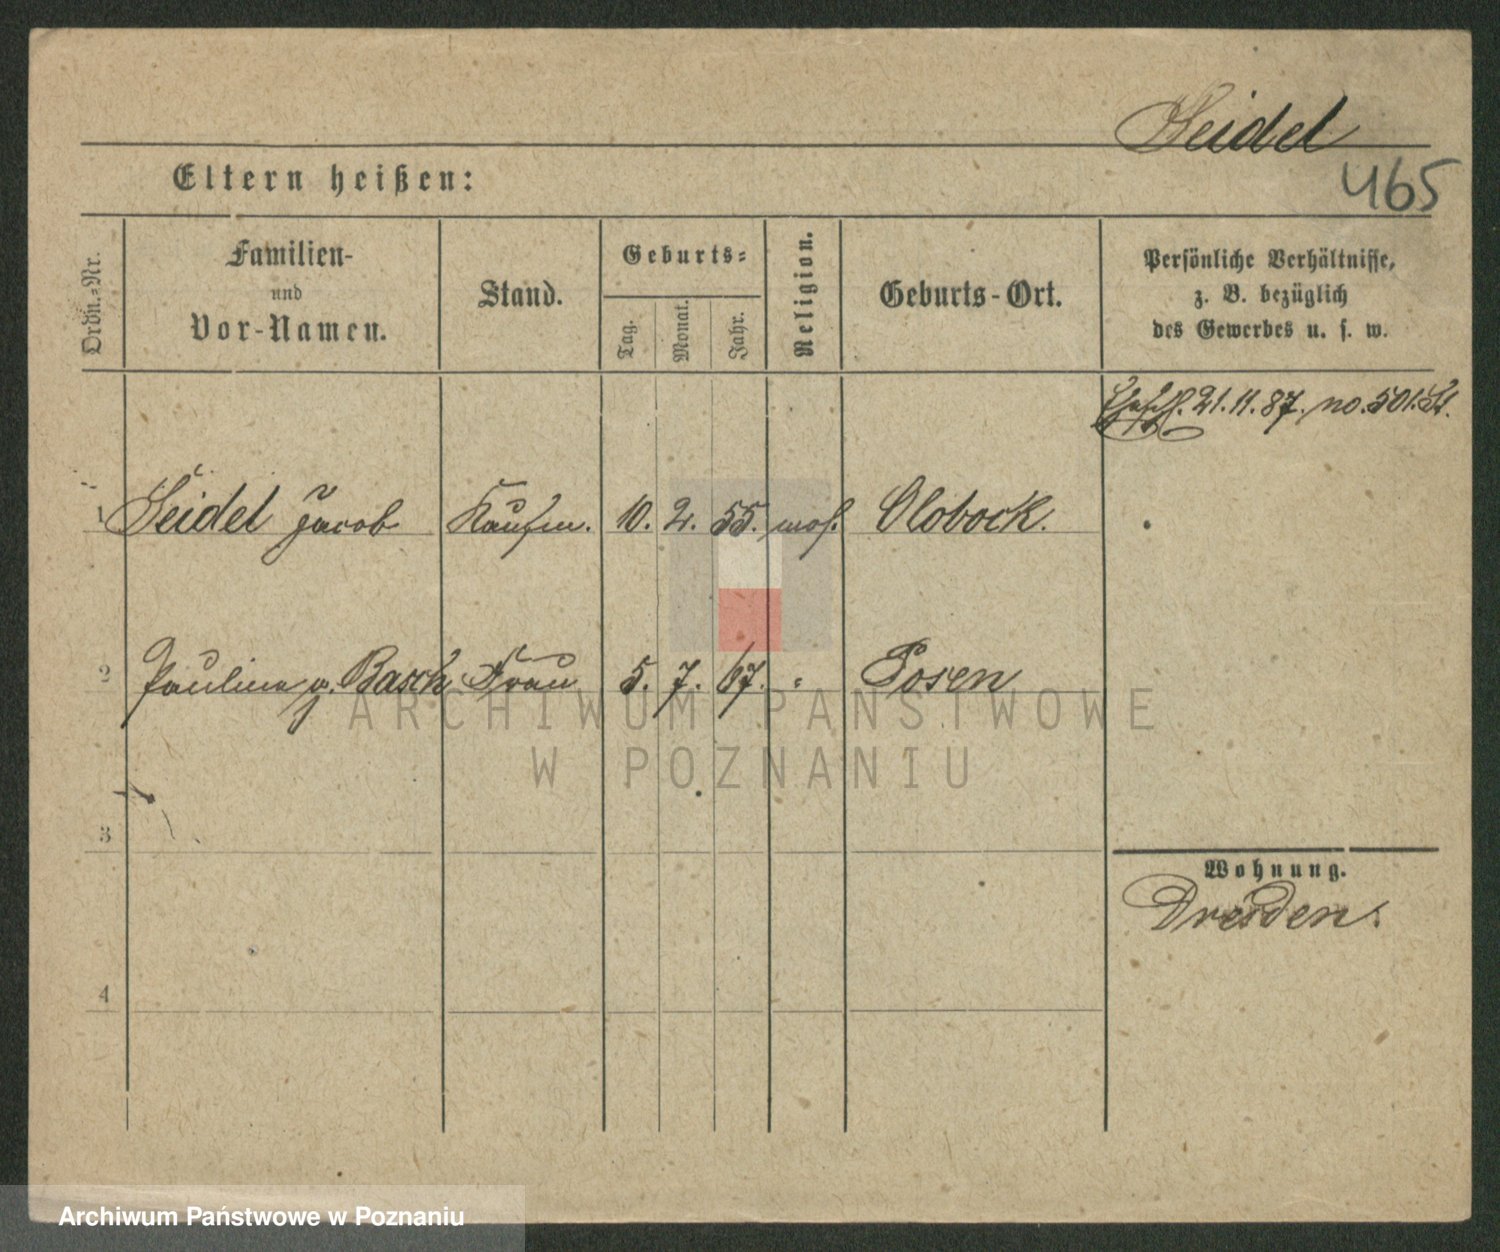 Seidel
465
Eltern heißen:
Ordn.-Nr.
Familien-
und
Vor-Namen.
Stand.
Geburts-
Tag.
Monat.
Jahr.
Religion.
Geburts-Ort.
Persönliche Verhältnisse,
z. B. bezüglich
des Gewerbes u. s. w.
21.11.87. no. 501. St.
1 Seidel Jacob Kaufm. 10. 2. 55. mos. Olobock.
2 Pauline g. Basch Frau 5. 7. 67. " Posen
ARCHIWUM PAŃSTWOWE
W POZNANIU
3
Wohnung.
Dresden.
4
Archiwum Państwowe w Poznaniu